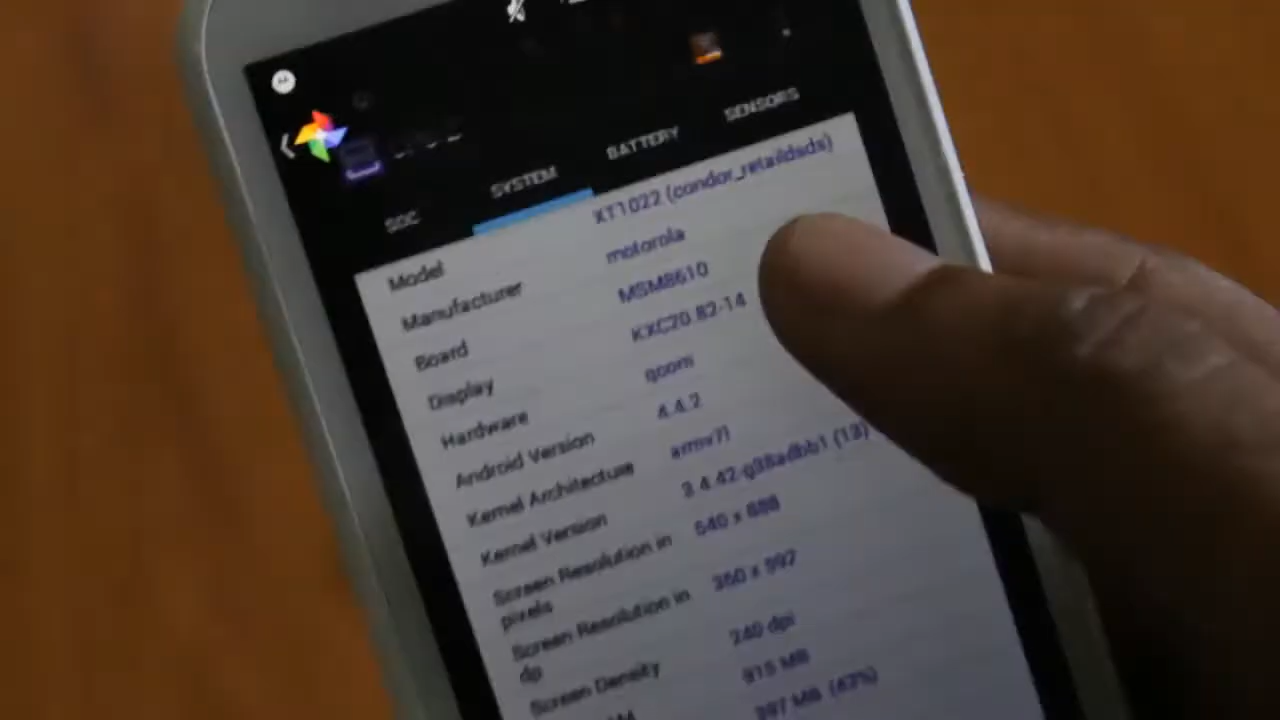 SOC SYSTEM BATTERY SENSORS
Model XT1022 (condor_retaildsds)
Manufacturer motorola
Board MSM8610
Display KXC20.82-14
Hardware qcom
Android Version 4.4.2
Kernel Architecture armv7l
Kernel Version 3.4.42-g38adbb1 (13)
Screen Resolution in pixels 540 x 888
Screen Resolution in dp 360 x 592
Screen Density 240 dpi
915 MB
397 MB (43%)